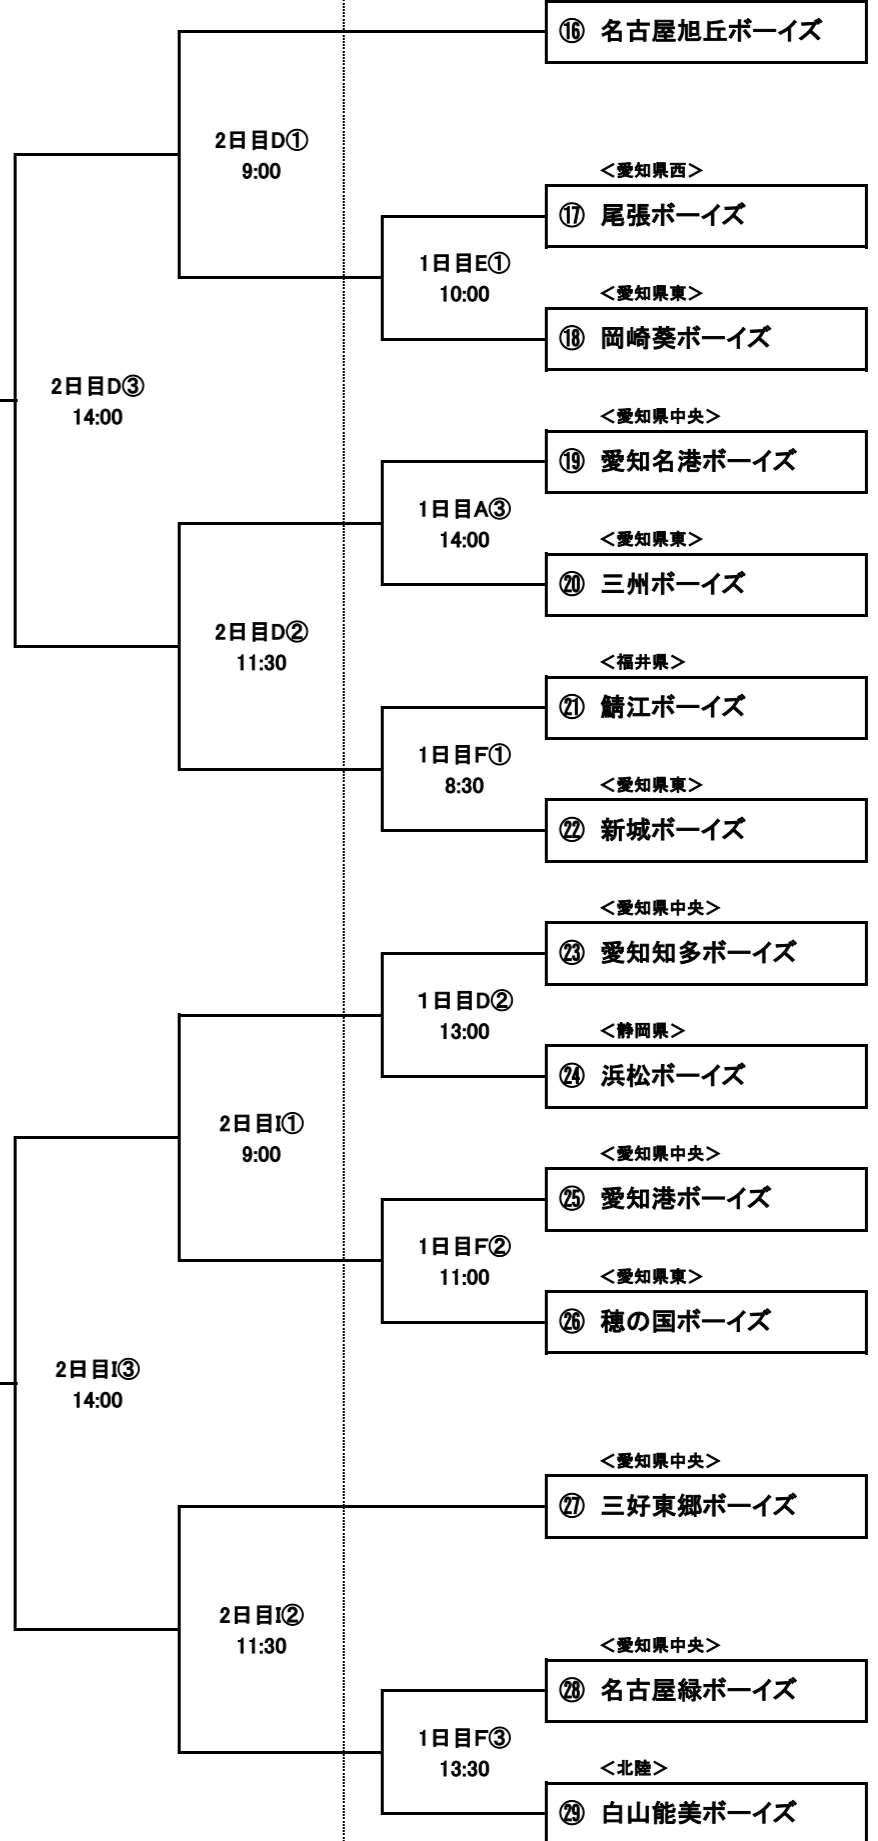 ⑯ 名古屋旭丘ボーイズ
2日目D①
9:00
＜愛知県西＞
⑰ 尾張ボーイズ
1日目E①
10:00
＜愛知県東＞
⑱ 岡崎葵ボーイズ
2日目D③
14:00
＜愛知県中央＞
⑲ 愛知名港ボーイズ
1日目A③
14:00
＜愛知県東＞
⑳ 三州ボーイズ
2日目D②
11:30
＜福井県＞
㉑ 鯖江ボーイズ
1日目F①
8:30
＜愛知県東＞
㉒ 新城ボーイズ
＜愛知県中央＞
㉓ 愛知知多ボーイズ
1日目D②
13:00
＜静岡県＞
㉔ 浜松ボーイズ
2日目I①
9:00
＜愛知県中央＞
㉕ 愛知港ボーイズ
1日目F②
11:00
＜愛知県東＞
㉖ 穂の国ボーイズ
2日目I③
14:00
＜愛知県中央＞
㉗ 三好東郷ボーイズ
2日目I②
11:30
＜愛知県中央＞
㉘ 名古屋緑ボーイズ
1日目F③
13:30
＜北陸＞
㉙ 白山能美ボーイズ